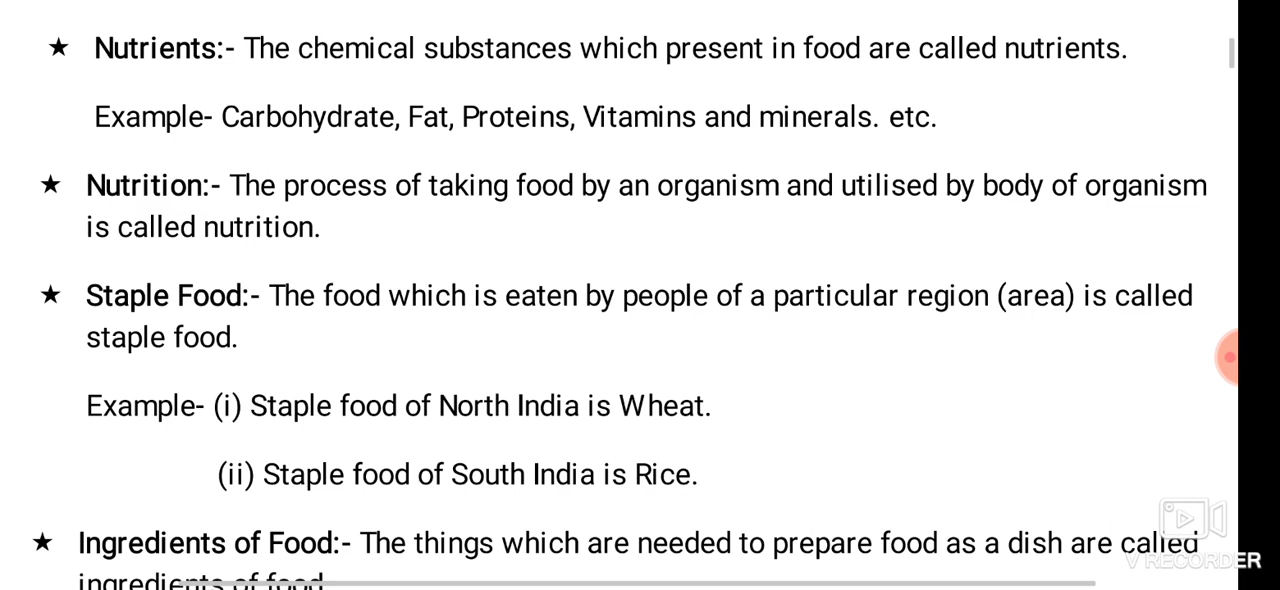 ★ Nutrients:- The chemical substances which present in food are called nutrients.
Example- Carbohydrate, Fat, Proteins, Vitamins and minerals. etc.
★ Nutrition:- The process of taking food by an organism and utilised by body of organism
is called nutrition.
★ Staple Food:- The food which is eaten by people of a particular region (area) is called
staple food.
Example- (i) Staple food of North India is Wheat.
(ii) Staple food of South India is Rice.
★ Ingredients of Food:- The things which are needed to prepare food as a dish are called
ingredients of food
V RECORDER